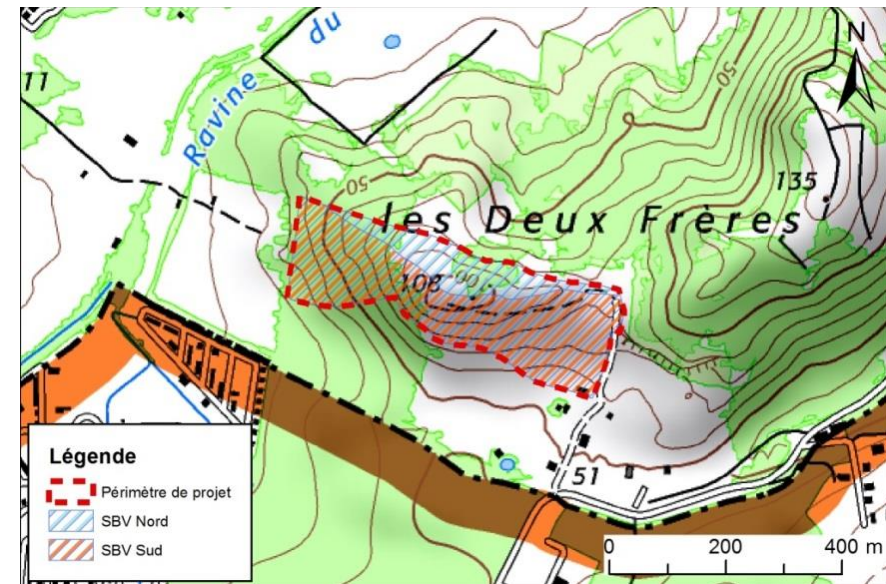 du
N
11
Ravine
50
135
50
les Deux Frères
108
90
51
Légende
Périmètre de projet
SBV Nord
SBV Sud
0 200 400 m